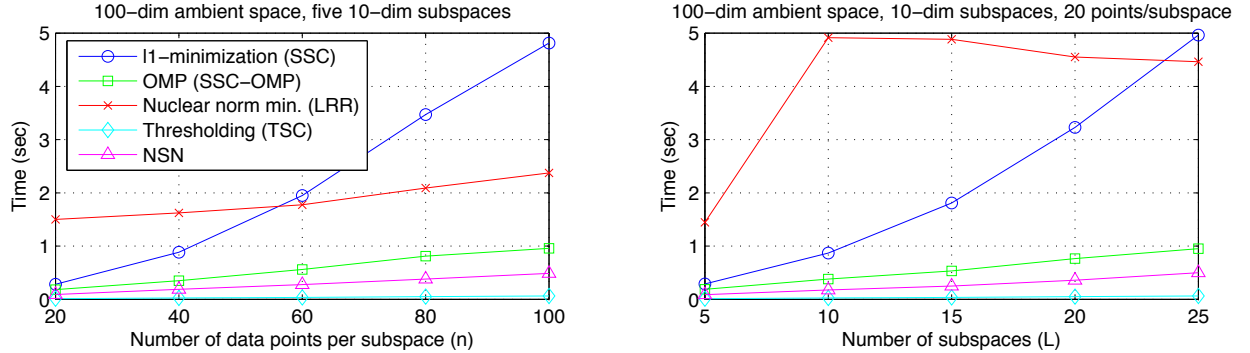 100−dim ambient space, five 10−dim subspaces
5
4
3
2
1
0
Time (sec)
l1−minimization (SSC)
OMP (SSC−OMP)
Nuclear norm min. (LRR)
Thresholding (TSC)
NSN
20 40 60 80 100
Number of data points per subspace (n)
100−dim ambient space, 10−dim subspaces, 20 points/subspace
5
4
3
2
1
0
Time (sec)
5 10 15 20 25
Number of subspaces (L)